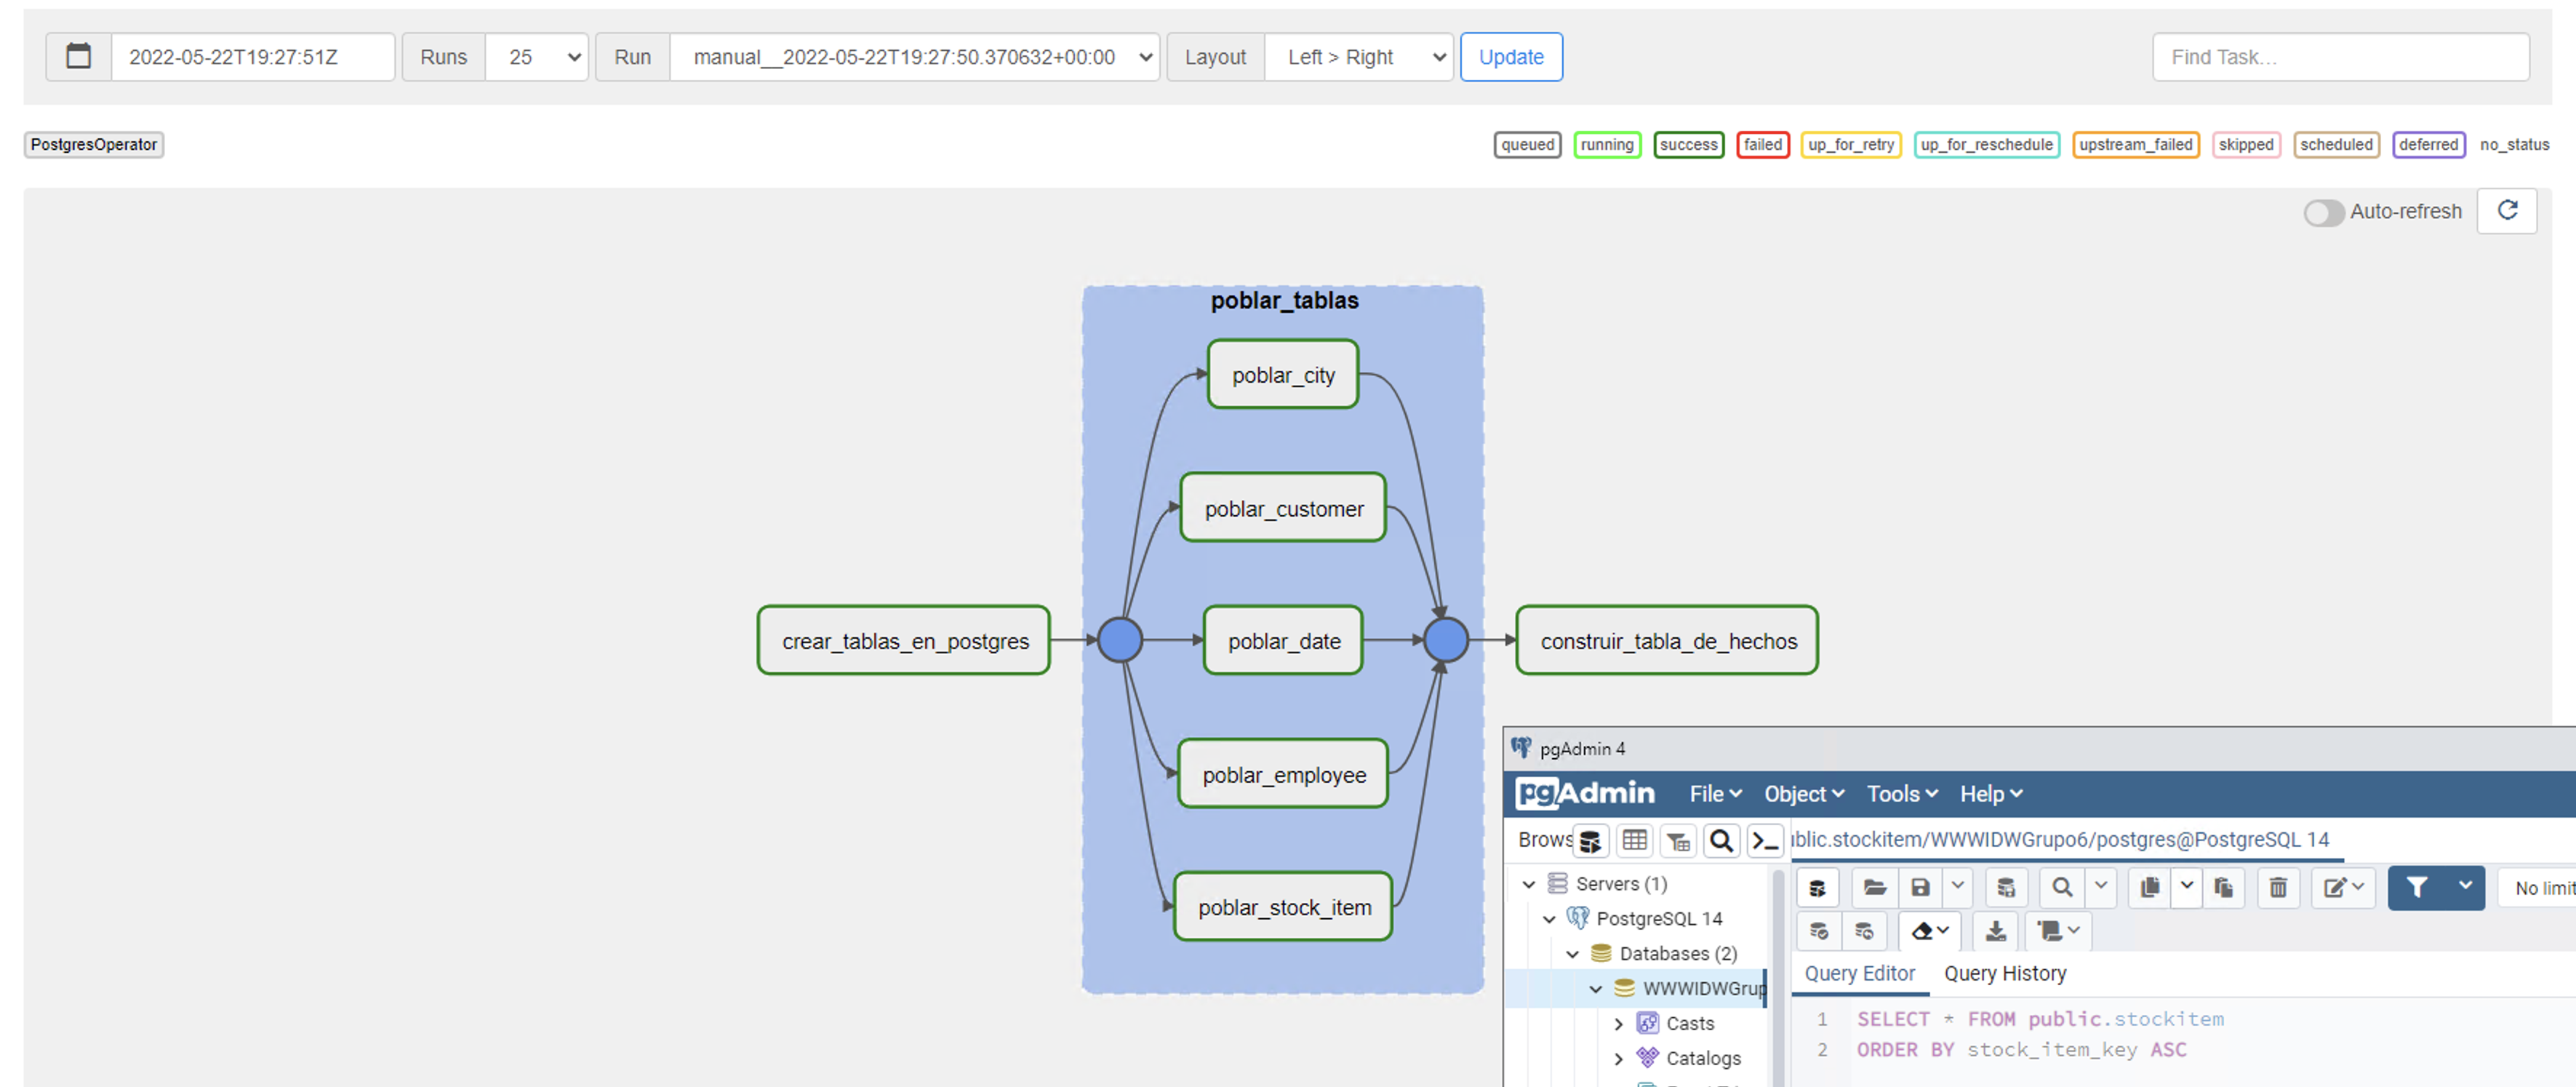 2022-05-22T19:27:51Z Runs 25 Run manual__2022-05-22T19:27:50.370632+00:00 Layout Left > Right Update Find Task...
PostgresOperator queued running success failed up_for_retry up_for_reschedule upstream_failed skipped scheduled deferred no_status
Auto-refresh
poblar_tablas
poblar_city
poblar_customer
crear_tablas_en_postgres poblar_date construir_tabla_de_hechos
poblar_employee
poblar_stock_item
pgAdmin 4
pgAdmin File Object Tools Help
Brows blic.stockitem/WWWIDWGrupo6/postgres@PostgreSQL 14
Servers (1)
No limit
PostgreSQL 14
Databases (2)
Query Editor Query History
WWWIDWGrup
1 SELECT * FROM public.stockitem
Casts
2 ORDER BY stock_item_key ASC
Catalogs